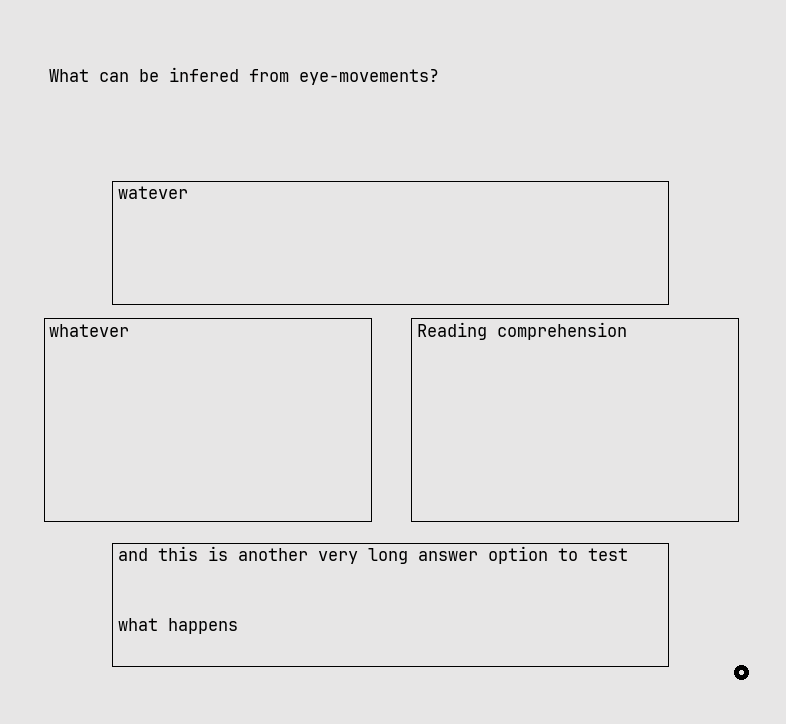 What can be infered from eye-movements?
watever
whatever
Reading comprehension
and this is another very long answer option to test
what happens